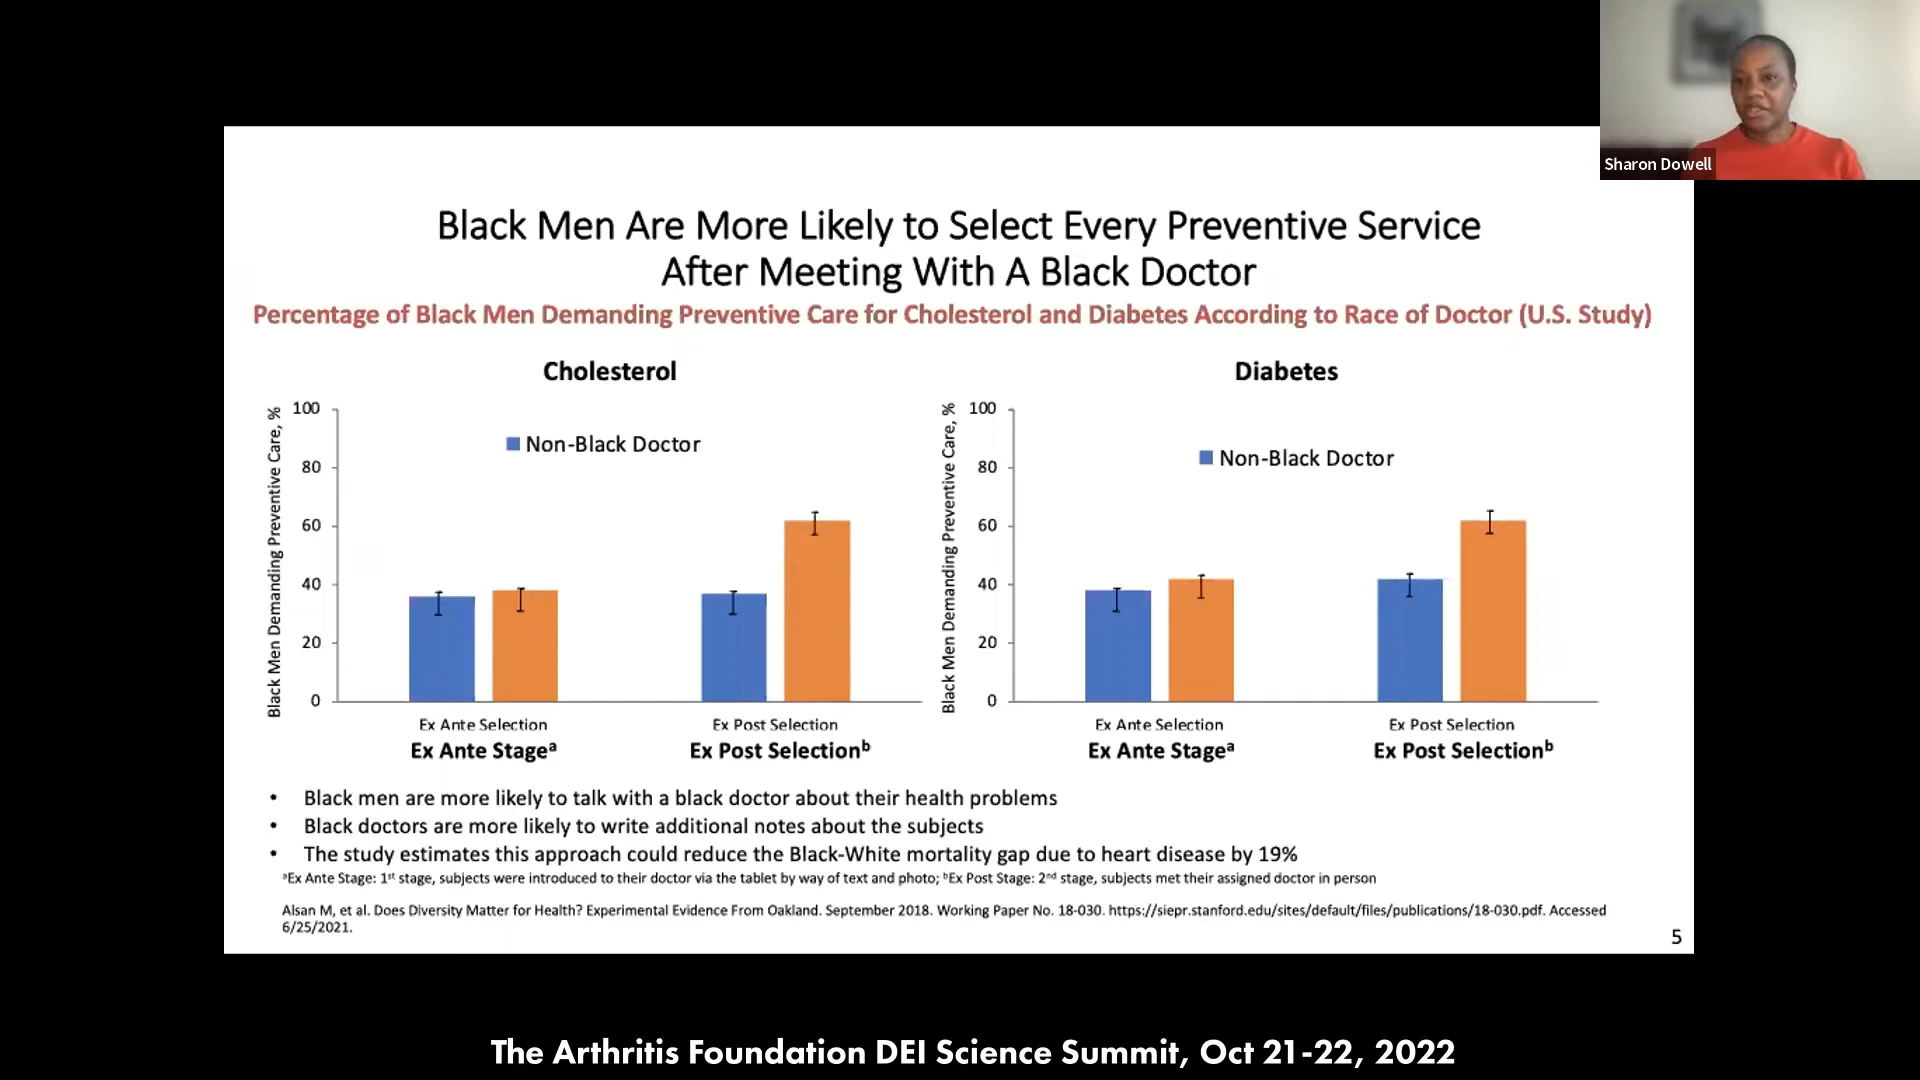 Sharon Dowell
Black Men Are More Likely to Select Every Preventive Service
After Meeting With A Black Doctor
Percentage of Black Men Demanding Preventive Care for Cholesterol and Diabetes According to Race of Doctor (U.S. Study)
Cholesterol
Black Men Demanding Preventive Care, %
100
80
60
40
20
0
Non-Black Doctor
Ex Ante Selection
Ex Post Selection
Ex Ante Stageᵃ
Ex Post Selectionᵇ
Diabetes
Black Men Demanding Preventive Care, %
100
80
60
40
20
0
Non-Black Doctor
Ex Ante Selection
Ex Post Selection
Ex Ante Stageᵃ
Ex Post Selectionᵇ
• Black men are more likely to talk with a black doctor about their health problems
• Black doctors are more likely to write additional notes about the subjects
• The study estimates this approach could reduce the Black-White mortality gap due to heart disease by 19%
ᵃEx Ante Stage: 1ˢᵗ stage, subjects were introduced to their doctor via the tablet by way of text and photo; ᵇEx Post Stage: 2ⁿᵈ stage, subjects met their assigned doctor in person
Alsan M, et al. Does Diversity Matter for Health? Experimental Evidence From Oakland. September 2018. Working Paper No. 18-030. https://siepr.stanford.edu/sites/default/files/publications/18-030.pdf. Accessed
6/25/2021.
5
The Arthritis Foundation DEI Science Summit, Oct 21-22, 2022